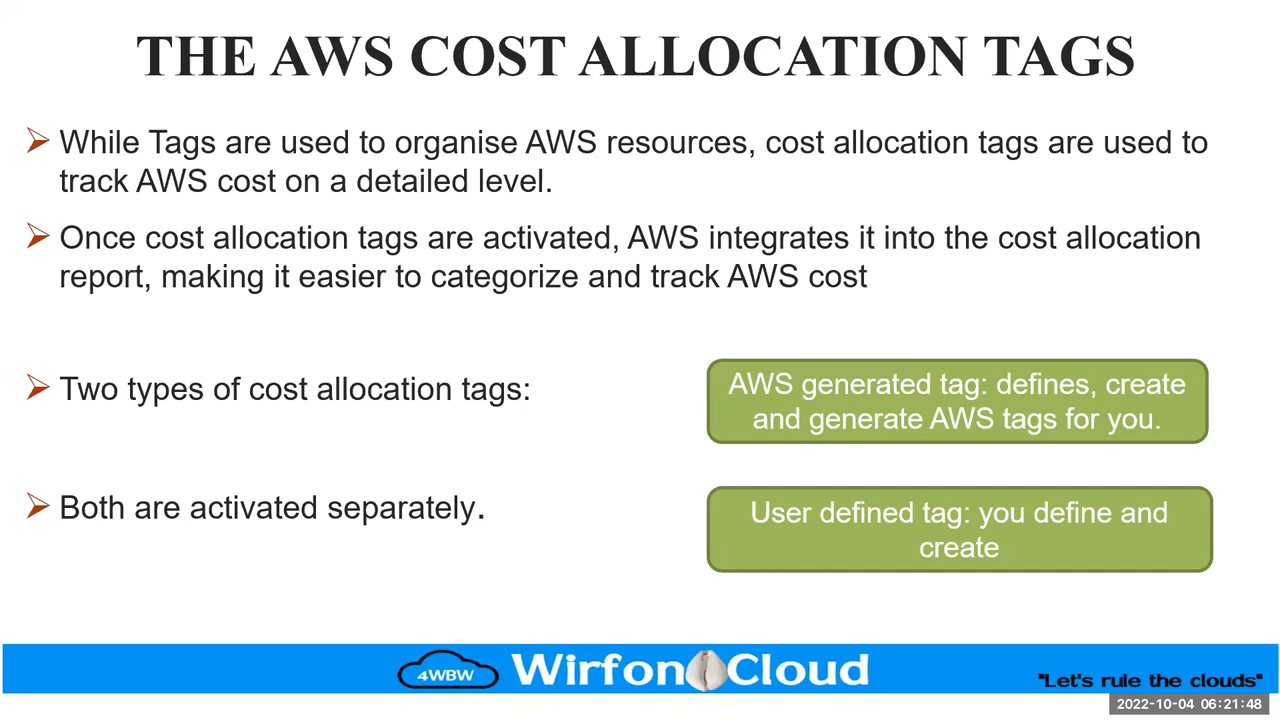 THE AWS COST ALLOCATION TAGS
While Tags are used to organise AWS resources, cost allocation tags are used to
track AWS cost on a detailed level.
Once cost allocation tags are activated, AWS integrates it into the cost allocation
report, making it easier to categorize and track AWS cost
Two types of cost allocation tags:
AWS generated tag: defines, create
and generate AWS tags for you.
Both are activated separately.
User defined tag: you define and
create
4WBW
Wirfon Cloud
"Let's rule the clouds"
2022-10-04 06:21:48